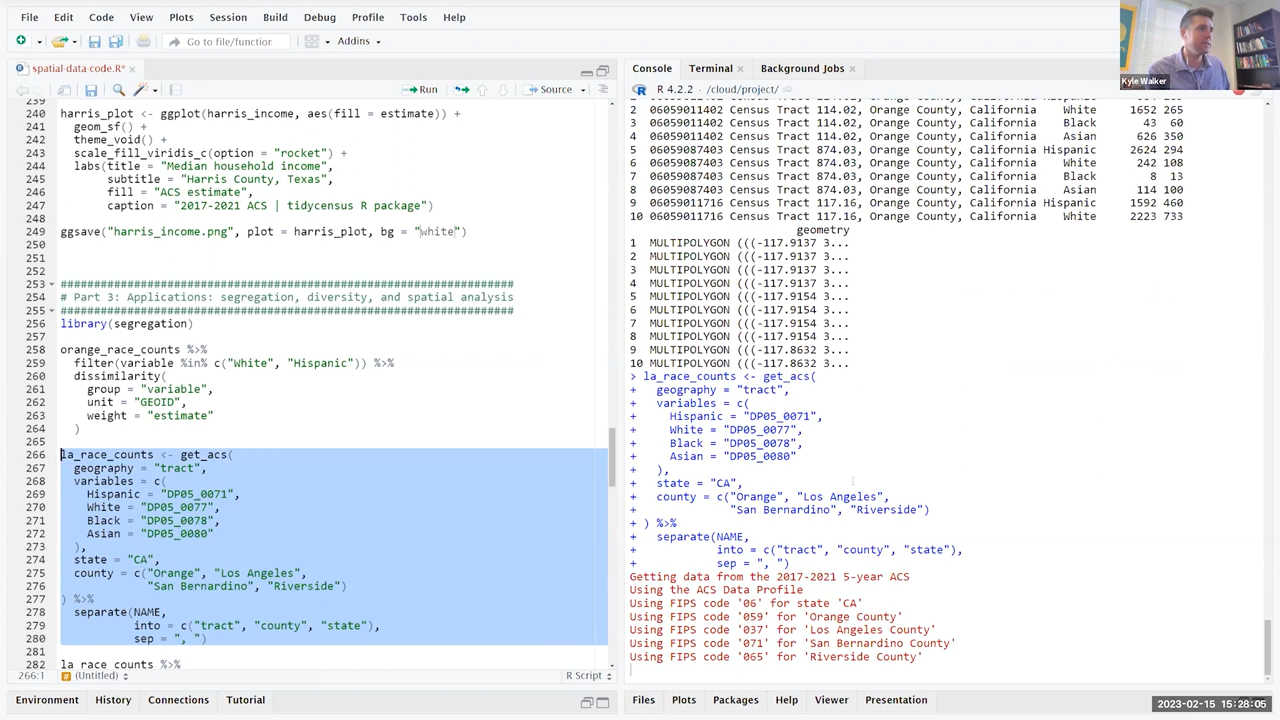 File Edit Code View Plots Session Build Debug Profile Tools Help
Go to file/function Addins
Kyle Walker
spatial-data-code.R*
Run Source
239
240 harris_plot <- ggplot(harris_income, aes(fill = estimate)) +
241 geom_sf() +
242 theme_void() +
243 scale_fill_viridis_c(option = "rocket") +
244 labs(title = "Median household income",
245 subtitle = "Harris County, Texas",
246 fill = "ACS estimate",
247 caption = "2017-2021 ACS | tidycensus R package")
248
249 ggsave("harris_income.png", plot = harris_plot, bg = "white")
250
251
252
253 ######################################################################
254 # Part 3: Applications: segregation, diversity, and spatial analysis
255 ######################################################################
256 library(segregation)
257
258 orange_race_counts %>%
259 filter(variable %in% c("White", "Hispanic")) %>%
260 dissimilarity(
261 group = "variable",
262 unit = "GEOID",
263 weight = "estimate"
264 )
265
266 la_race_counts <- get_acs(
267 geography = "tract",
268 variables = c(
269 Hispanic = "DP05_0071",
270 White = "DP05_0077",
271 Black = "DP05_0078",
272 Asian = "DP05_0080"
273 ),
274 state = "CA",
275 county = c("Orange", "Los Angeles",
276 "San Bernardino", "Riverside")
277 ) %>%
278 separate(NAME,
279 into = c("tract", "county", "state"),
280 sep = ", ")
281
282 la_race_counts %>%
266:1 (Untitled) R Script
Environment History Connections Tutorial
Console Terminal Background Jobs
R 4.2.2 · /cloud/project/
2 06059011402 Census Tract 114.02, Orange County, California White 1652 265
3 06059011402 Census Tract 114.02, Orange County, California Black 43 60
4 06059011402 Census Tract 114.02, Orange County, California Asian 626 350
5 06059087403 Census Tract 874.03, Orange County, California Hispanic 2624 294
6 06059087403 Census Tract 874.03, Orange County, California White 242 108
7 06059087403 Census Tract 874.03, Orange County, California Black 8 13
8 06059087403 Census Tract 874.03, Orange County, California Asian 114 100
9 06059011716 Census Tract 117.16, Orange County, California Hispanic 1592 460
10 06059011716 Census Tract 117.16, Orange County, California White 2223 733
geometry
1 MULTIPOLYGON (((-117.9137 3...
2 MULTIPOLYGON (((-117.9137 3...
3 MULTIPOLYGON (((-117.9137 3...
4 MULTIPOLYGON (((-117.9137 3...
5 MULTIPOLYGON (((-117.9154 3...
6 MULTIPOLYGON (((-117.9154 3...
7 MULTIPOLYGON (((-117.9154 3...
8 MULTIPOLYGON (((-117.9154 3...
9 MULTIPOLYGON (((-117.8632 3...
10 MULTIPOLYGON (((-117.8632 3...
> la_race_counts <- get_acs(
+ geography = "tract",
+ variables = c(
+ Hispanic = "DP05_0071",
+ White = "DP05_0077",
+ Black = "DP05_0078",
+ Asian = "DP05_0080"
+ ),
+ state = "CA",
+ county = c("Orange", "Los Angeles",
+ "San Bernardino", "Riverside")
+ ) %>%
+ separate(NAME,
+ into = c("tract", "county", "state"),
+ sep = ", ")
Getting data from the 2017-2021 5-year ACS
Using the ACS Data Profile
Using FIPS code '06' for state 'CA'
Using FIPS code '059' for 'Orange County'
Using FIPS code '037' for 'Los Angeles County'
Using FIPS code '071' for 'San Bernardino County'
Using FIPS code '065' for 'Riverside County'
Files Plots Packages Help Viewer Presentation
2023-02-15 15:28:05